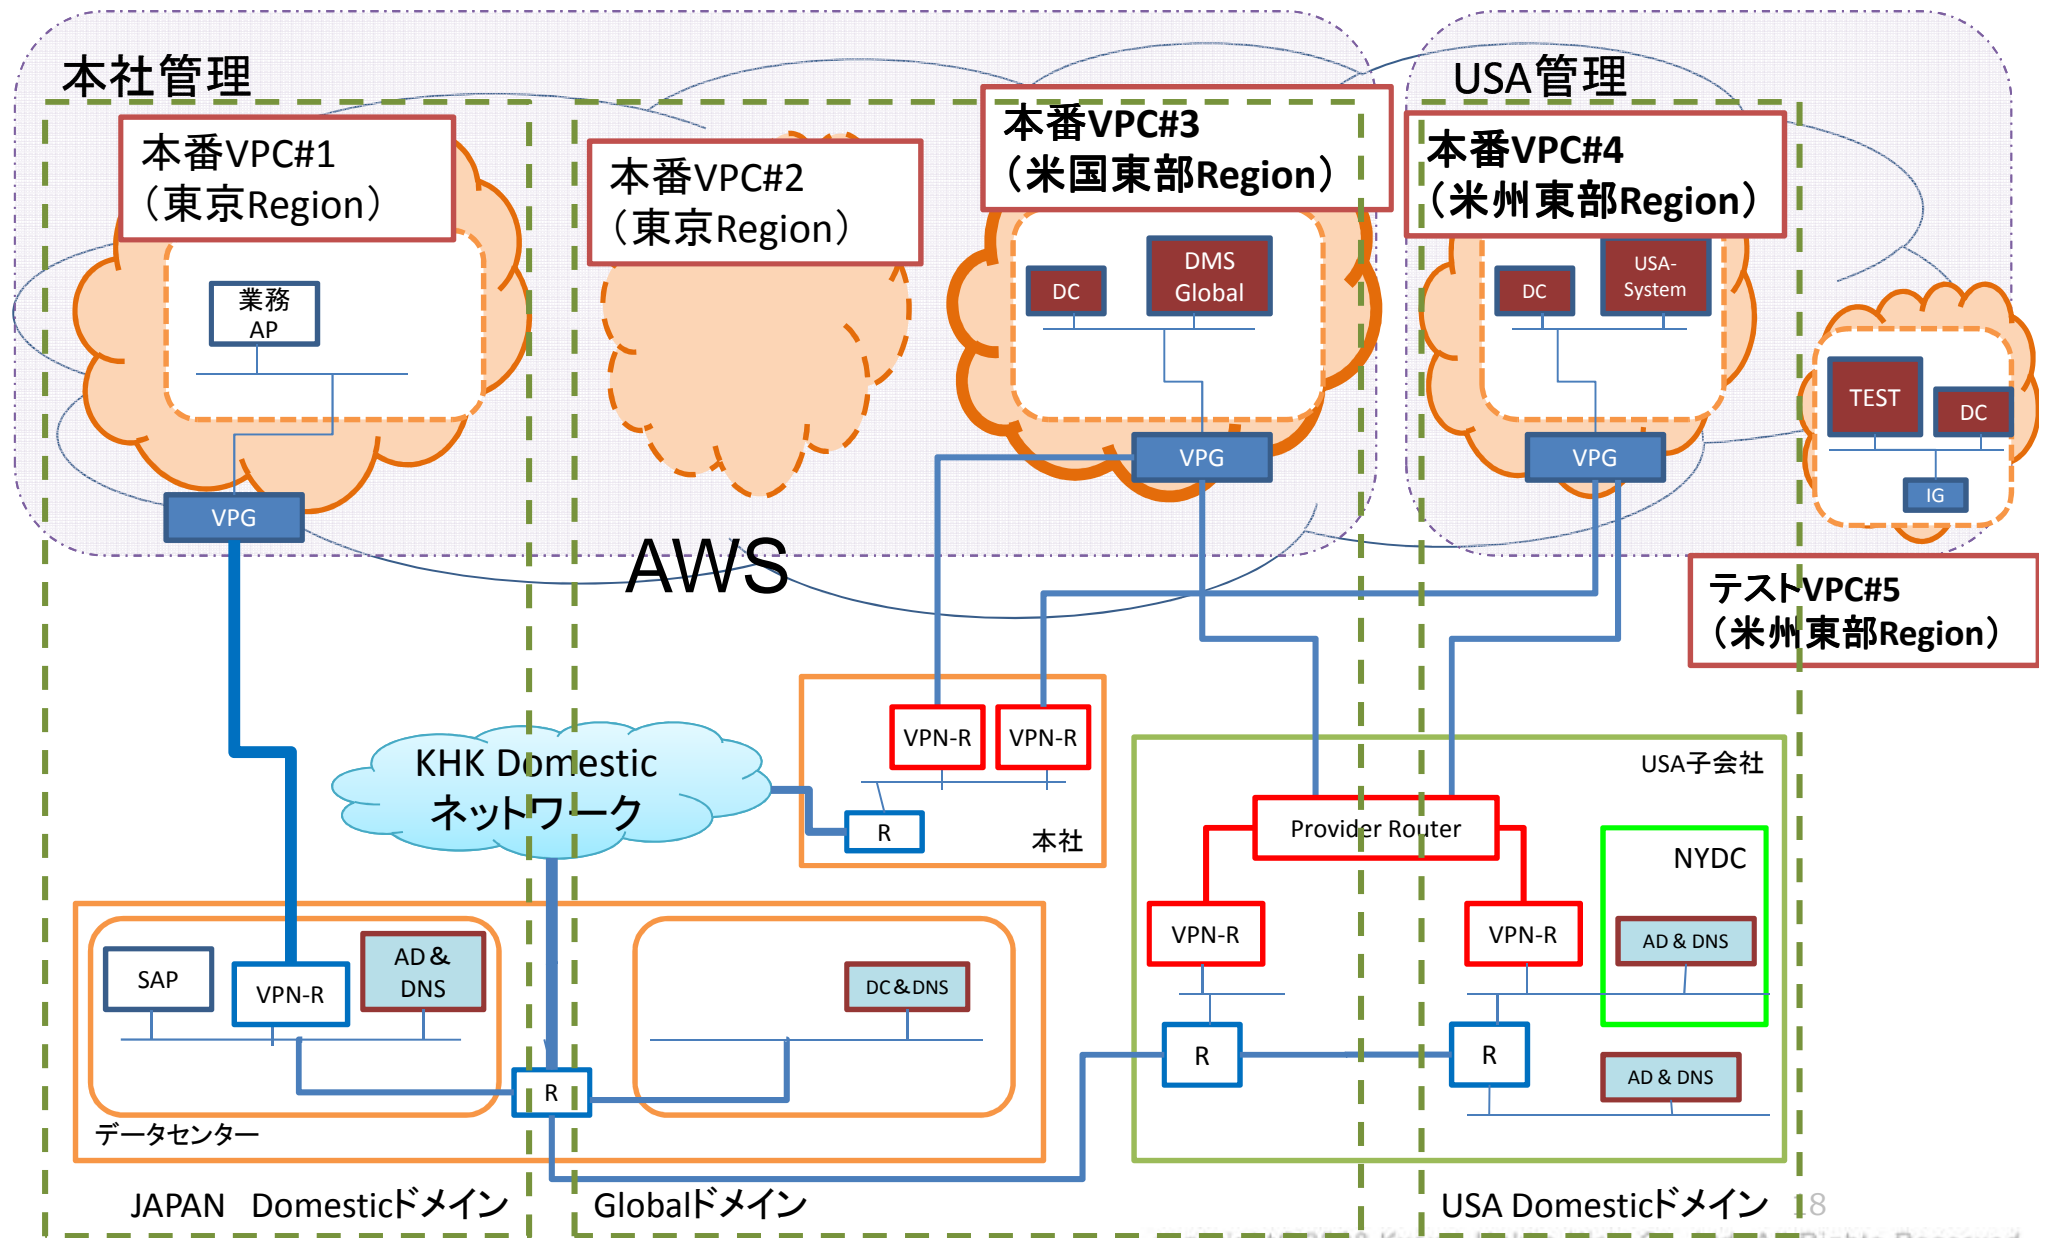 本社管理
USA管理
本番VPC#1
（東京Region）
本番VPC#2
（東京Region）
本番VPC#3
（米国東部Region）
本番VPC#4
（米州東部Region）
業務
AP
DC
DMS
Global
DC
USA-
System
TEST
DC
IG
VPG
VPG
VPG
AWS
テストVPC#5
（米州東部Region）
KHK Domestic
ネットワーク
VPN-R
VPN-R
R
本社
USA子会社
Provider Router
NYDC
VPN-R
VPN-R
AD & DNS
SAP
VPN-R
AD＆
DNS
DC＆DNS
R
R
R
AD & DNS
データセンター
JAPAN Domesticドメイン
Globalドメイン
USA Domesticドメイン
18